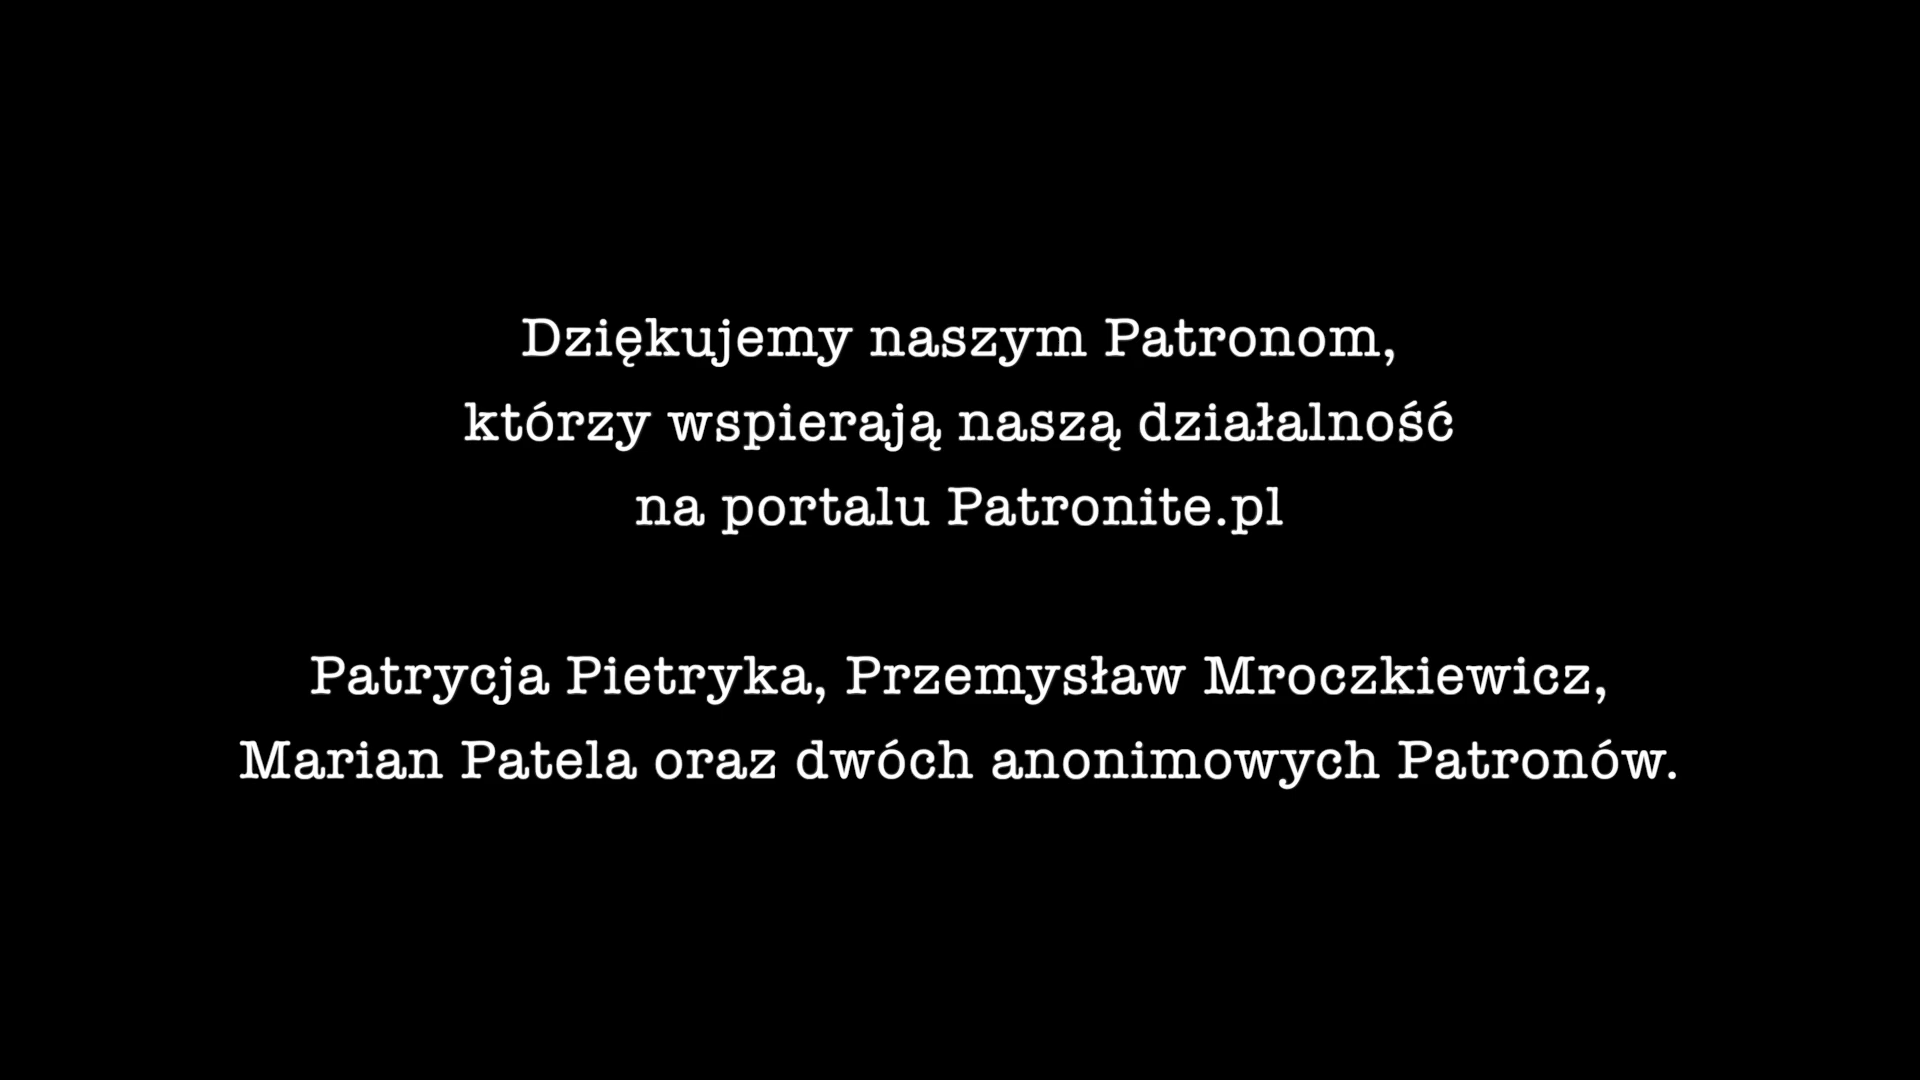 Dziękujemy naszym Patronom,
którzy wspierają naszą działalność
na portalu Patronite.pl
Patrycja Pietryka, Przemysław Mroczkiewicz,
Marian Patela oraz dwóch anonimowych Patronów.